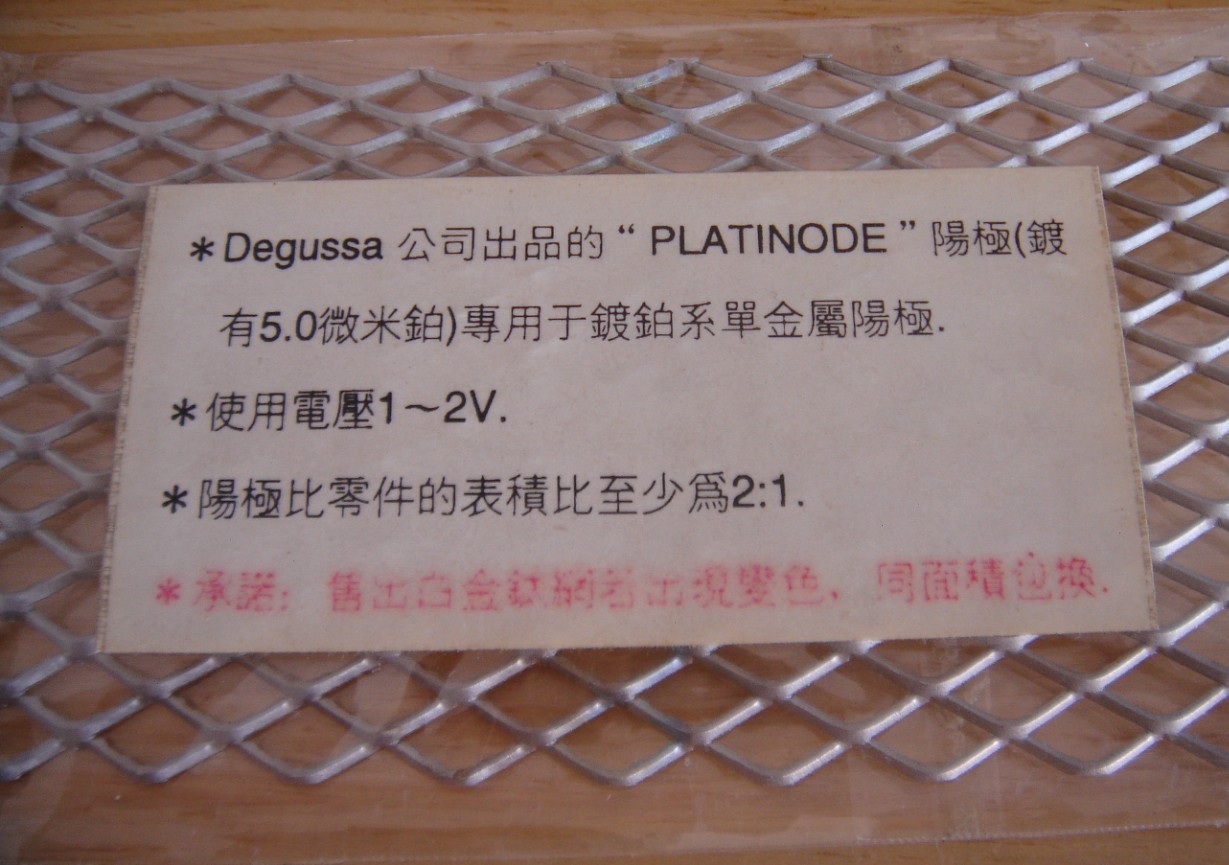 *Degussa 公司出品的“PLATINODE”陽極(鍍
有5.0微米鉑)專用于鍍鉑系單金屬陽極.
*使用電壓1～2V.
*陽極比零件的表積比至少爲2:1.
*承諾: 售出白金鈦網若出現變色, 同面積包換.